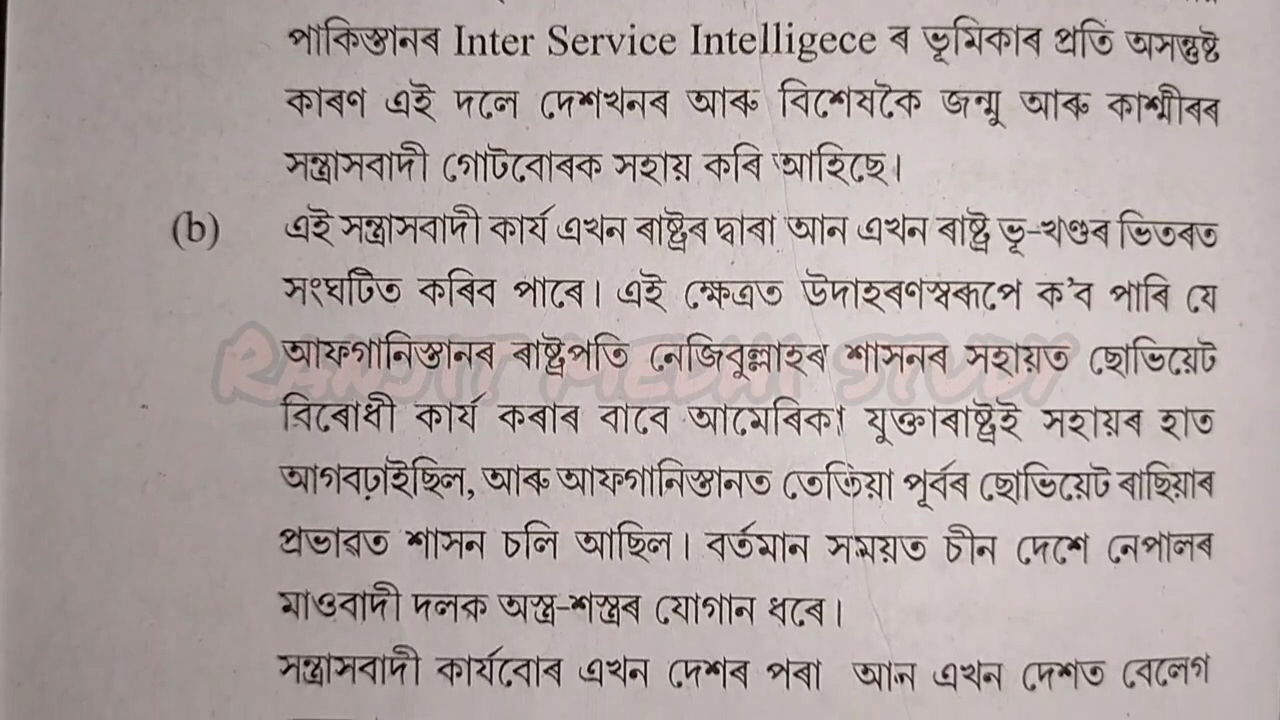 পাকিস্তানৰ Inter Service Intelligece ৰ ভূমিকাৰ প্ৰতি অসন্তুষ্ট
কাৰণ এই দলে দেশখনৰ আৰু বিশেষকৈ জম্মু আৰু কাশ্মীৰৰ
সন্ত্ৰাসবাদী গোটবোৰক সহায় কৰি আহিছে।
(b) এই সন্ত্ৰাসবাদী কাৰ্য এখন ৰাষ্ট্ৰৰ দ্বাৰা আন এখন ৰাষ্ট্ৰ ভূ-খণ্ডৰ ভিতৰত
সংঘটিত কৰিব পাৰে। এই ক্ষেত্ৰত উদাহৰণস্বৰূপে ক'ব পাৰি যে
আফগানিস্তানৰ ৰাষ্ট্ৰপতি নেজিবুল্লাহৰ শাসনৰ সহায়ত ছোভিয়েট
বিৰোধী কাৰ্য কৰাৰ বাবে আমেৰিকা যুক্তাৰাষ্ট্ৰই সহায়ৰ হাত
আগবঢ়াইছিল, আৰু আফগানিস্তানত তেতিয়া পূৰ্বৰ ছোভিয়েট ৰাছিয়াৰ
প্ৰভাৱত শাসন চলি আছিল। বৰ্তমান সময়ত চীন দেশে নেপালৰ
মাওবাদী দলক অস্ত্ৰ-শস্ত্ৰৰ যোগান ধৰে।
সন্ত্ৰাসবাদী কাৰ্যবোৰ এখন দেশৰ পৰা আন এখন দেশত বেলেগ
RANJIT MEDHI STUDY